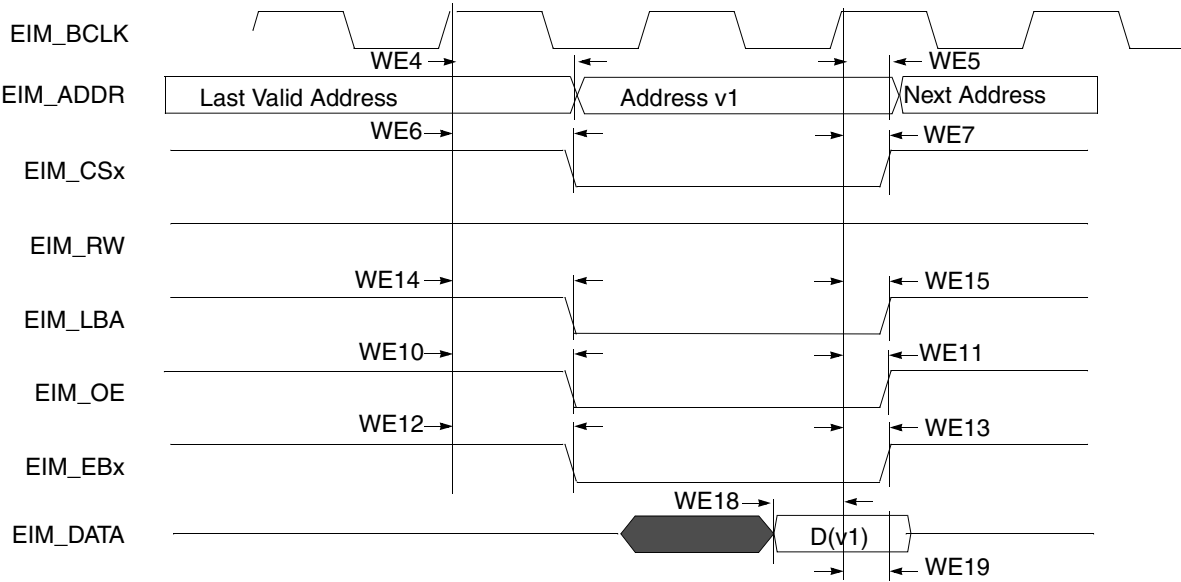 EIM_BCLK
WE4
WE5
EIM_ADDR
Last Valid Address
Address v1
Next Address
WE6
WE7
EIM_CSx
EIM_RW
WE14
WE15
EIM_LBA
WE10
WE11
EIM_OE
WE12
WE13
EIM_EBx
WE18
EIM_DATA
D(v1)
WE19